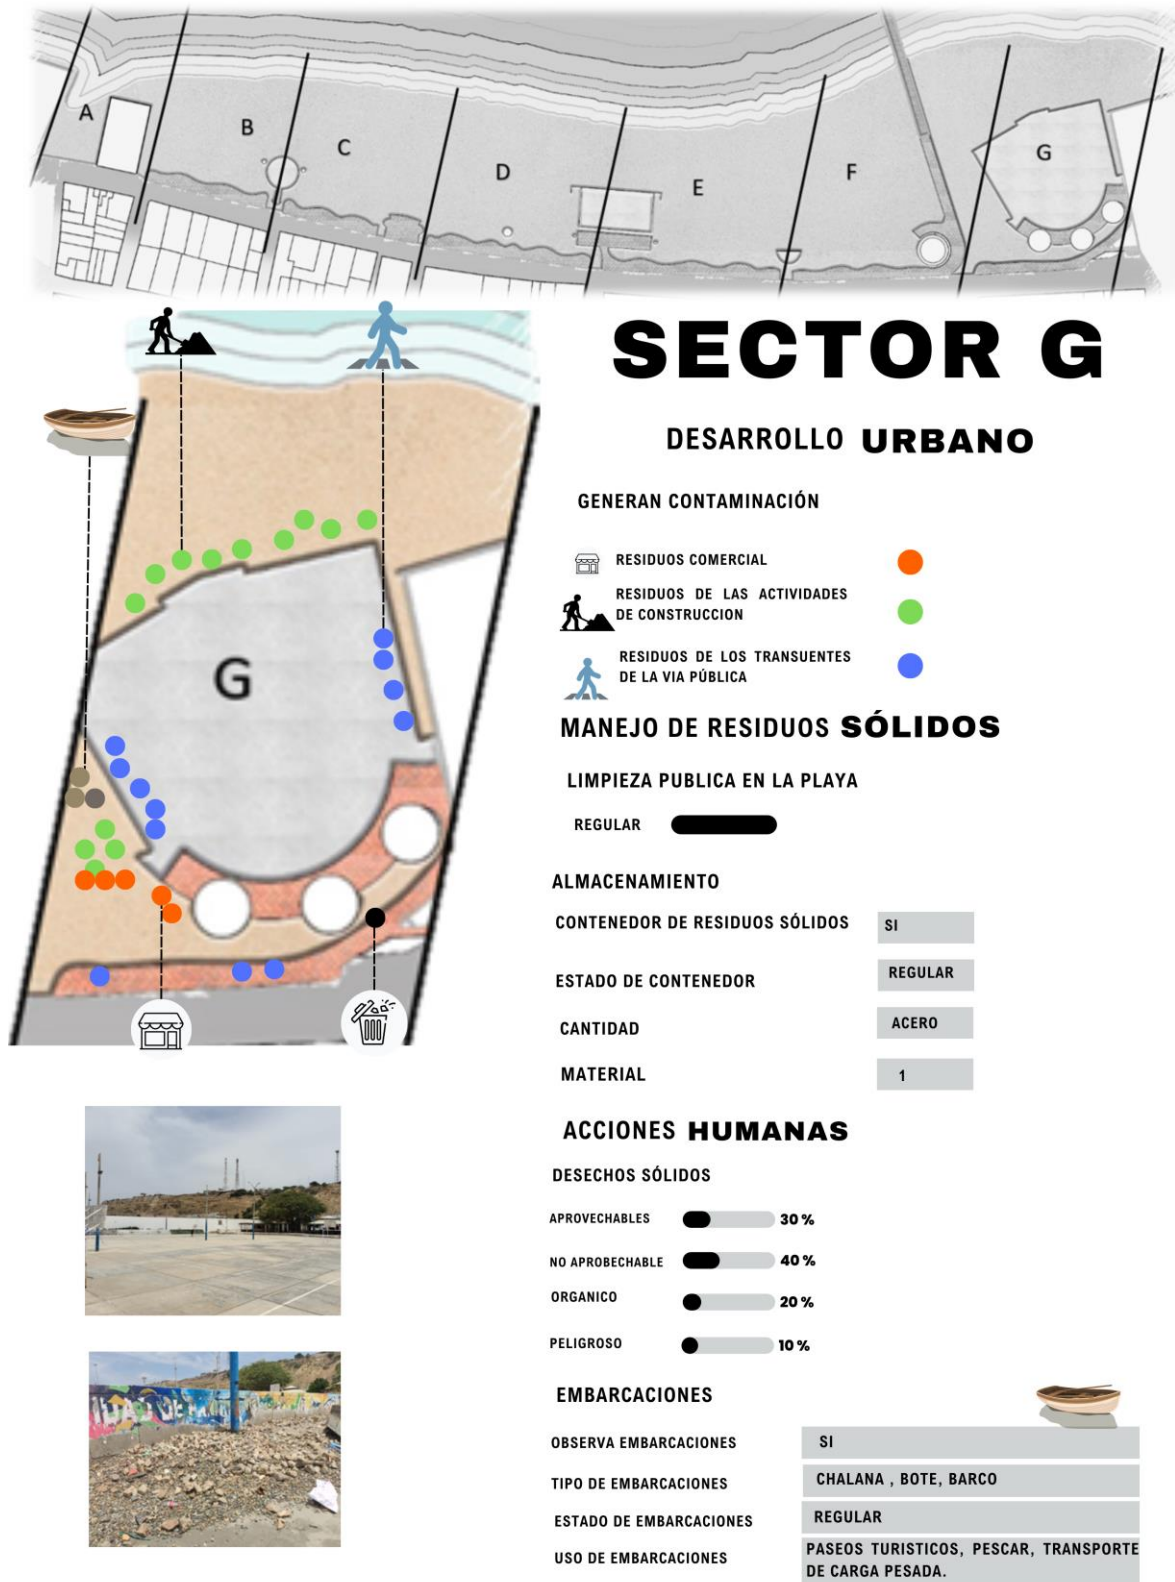 A
B
C
D
E
F
G
SECTOR G
DESARROLLO URBANO
GENERAN CONTAMINACIÓN
RESIDUOS COMERCIAL
RESIDUOS DE LAS ACTIVIDADES
DE CONSTRUCCION
RESIDUOS DE LOS TRANSUENTES
DE LA VIA PÚBLICA
G
MANEJO DE RESIDUOS SÓLIDOS
LIMPIEZA PUBLICA EN LA PLAYA
REGULAR
ALMACENAMIENTO
CONTENEDOR DE RESIDUOS SÓLIDOS SI
ESTADO DE CONTENEDOR REGULAR
CANTIDAD ACERO
MATERIAL 1
ACCIONES HUMANAS
DESECHOS SÓLIDOS
APROVECHABLES 30 %
NO APROBECHABLE 40 %
ORGANICO 20 %
PELIGROSO 10 %
EMBARCACIONES
OBSERVA EMBARCACIONES SI
TIPO DE EMBARCACIONES CHALANA , BOTE, BARCO
ESTADO DE EMBARCACIONES REGULAR
USO DE EMBARCACIONES PASEOS TURISTICOS, PESCAR, TRANSPORTE
DE CARGA PESADA.